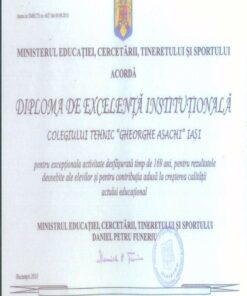 MINISTERUL EDUCAȚIEI, CERCETĂRII, TINERETULUI ȘI SPORTULUI
ACORDĂ
DIPLOMA DE EXCELENȚĂ INSTITUȚIONALĂ
COLEGIULUI TEHNIC "GHEORGHE ASACHI" IAȘI
pentru excepționala activitate desfășurată timp de 169 ani, pentru rezultatele
deosebite ale elevilor și pentru contribuția adusă la creșterea calității
actului educațional
MINISTRUL EDUCAȚIEI, CERCETĂRII, TINERETULUI ȘI SPORTULUI
DANIEL PETRU FUNERIU
București 2010